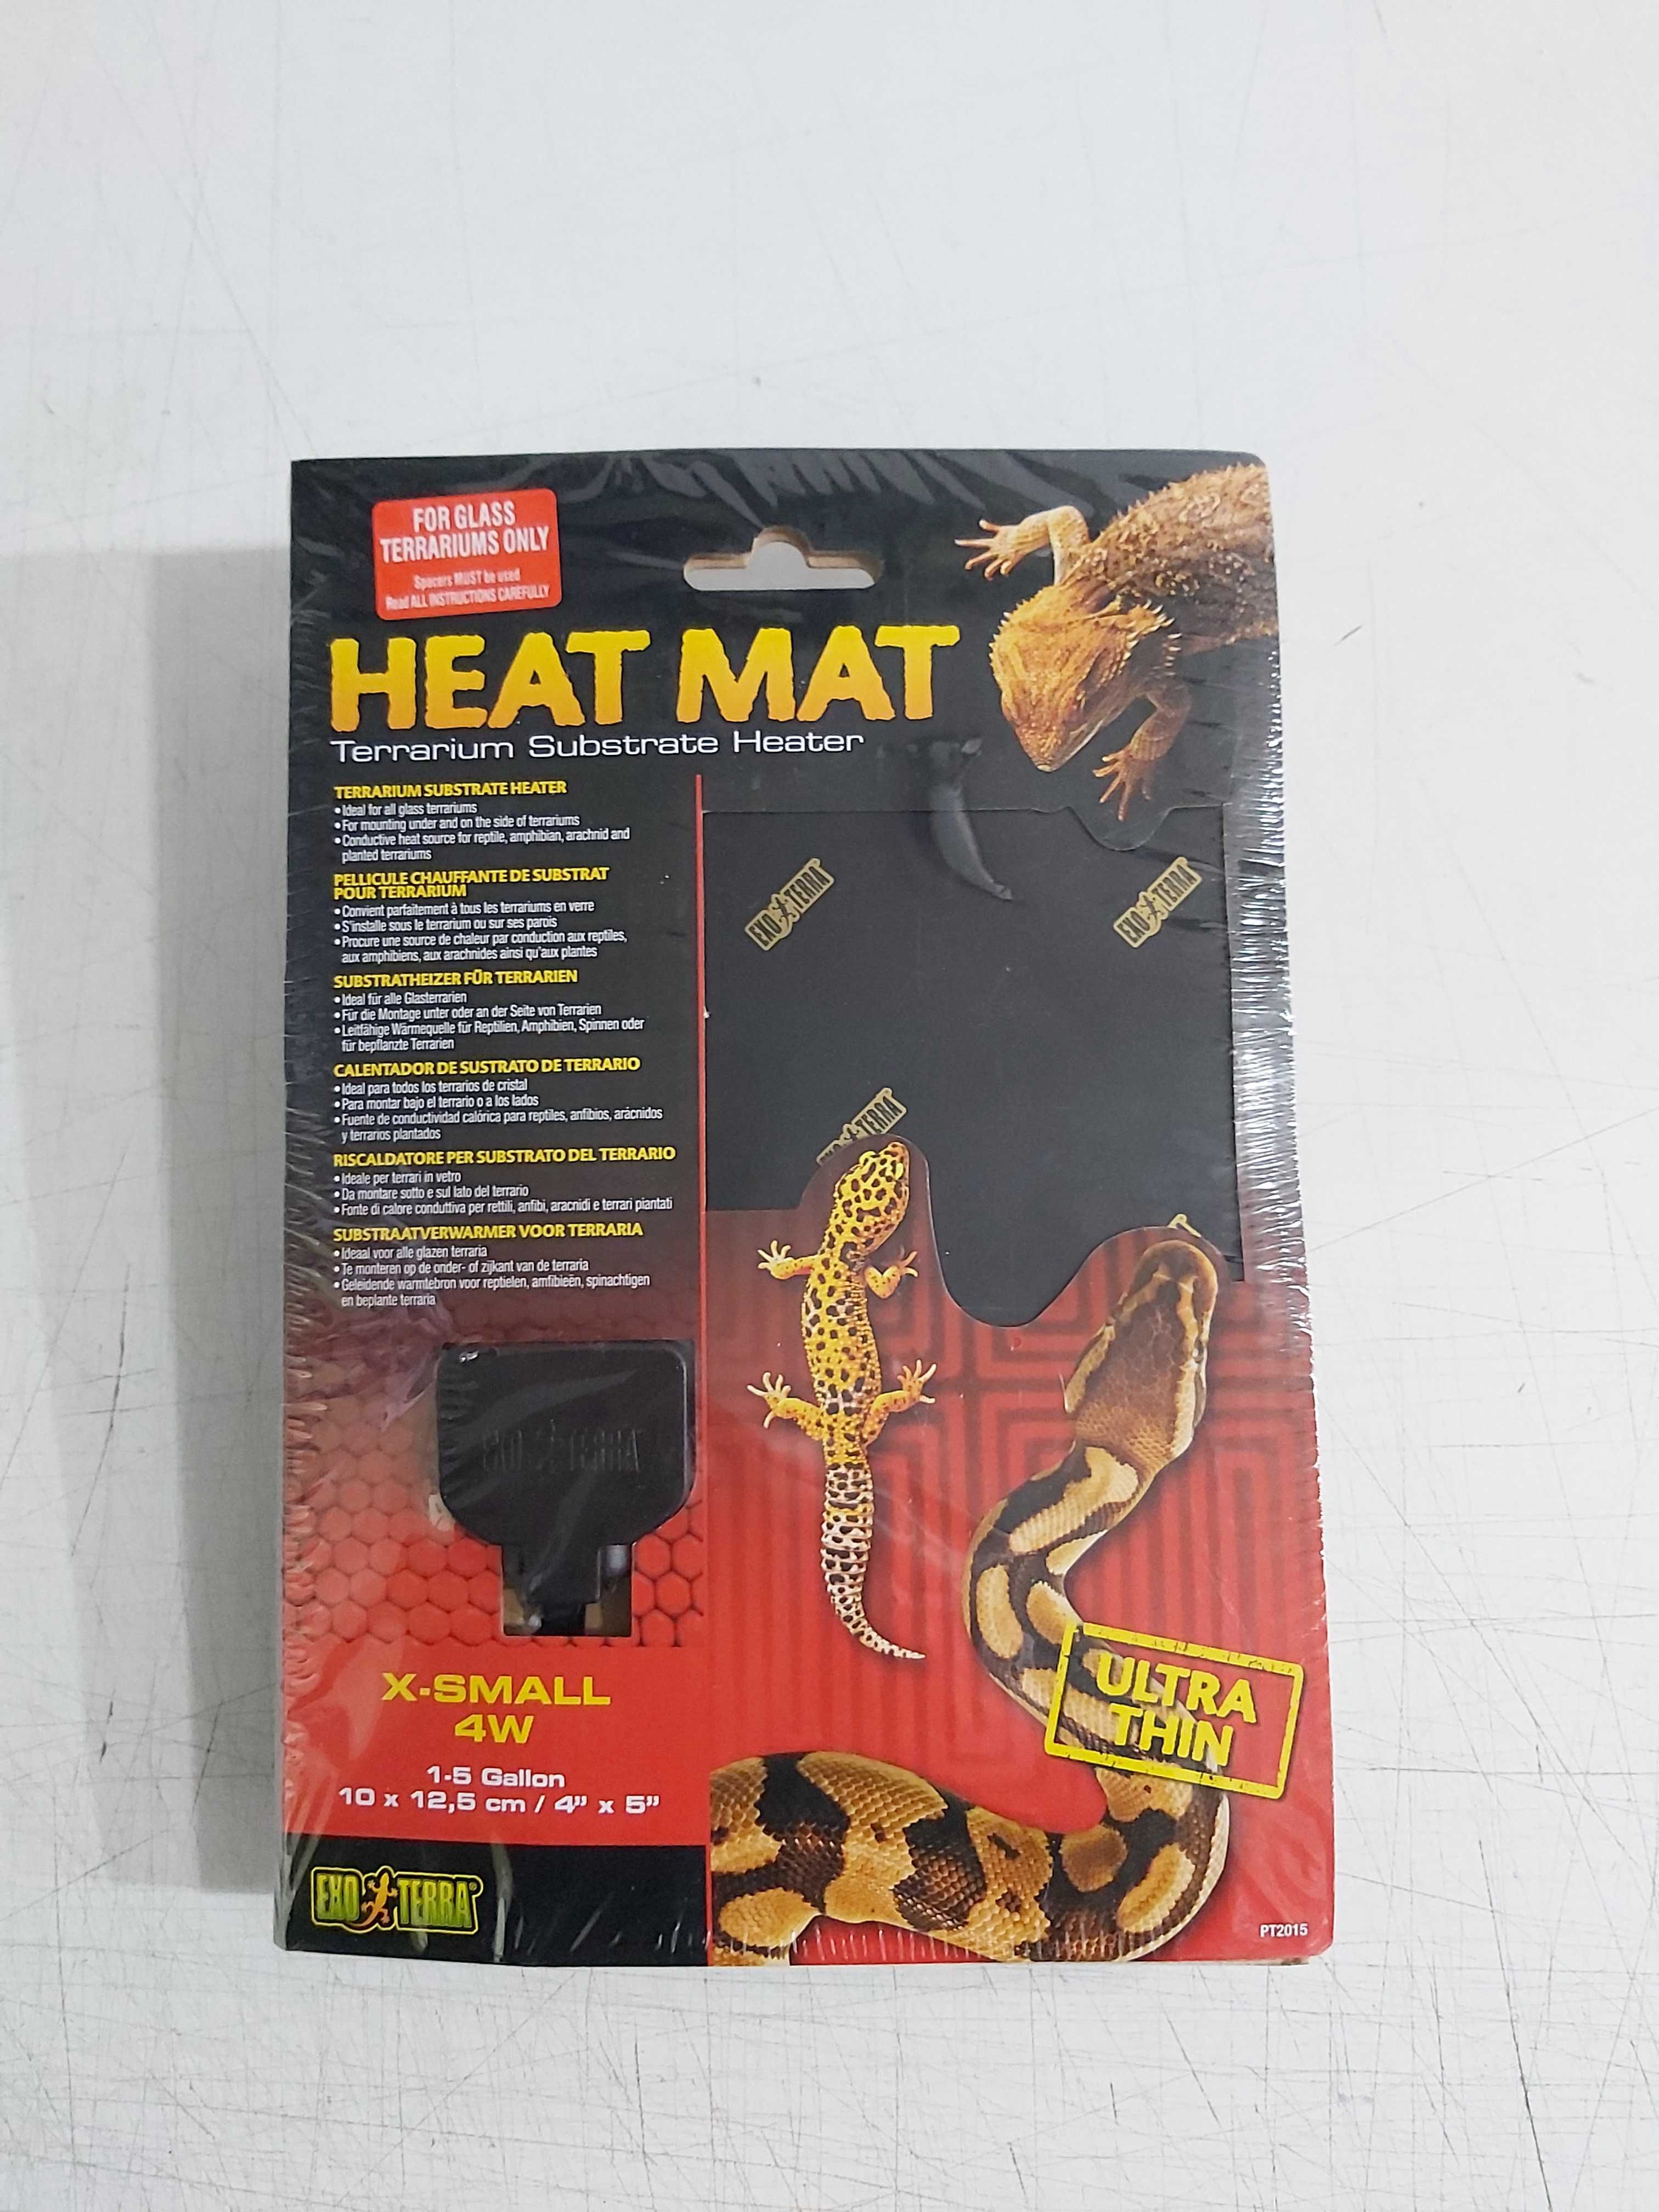 FOR GLASS
TERRARIUMS ONLY
Spacers MUST be used
Read ALL INSTRUCTIONS CAREFULLY
HEAT MAT
Terrarium Substrate Heater
TERRARIUM SUBSTRATE HEATER
• Ideal for all glass terrariums
• For mounting under and on the side of terrariums
• Conductive heat source for reptile, amphibian, arachnid and
planted terrariums
PELLICULE CHAUFFANTE DE SUBSTRAT
POUR TERRARIUM
• Convient parfaitement à tous les terrariums en verre
• S'installe sous le terrarium ou sur ses parois
• Procure une source de chaleur par conduction aux reptiles,
aux amphibiens, aux arachnides ainsi qu'aux plantes
SUBSTRATHEIZER FÜR TERRARIEN
• Ideal für alle Glasterrarien
• Für die Montage unter oder an der Seite von Terrarien
• Leitfähige Wärmequelle für Reptilien, Amphibien, Spinnen oder
für bepflanzte Terrarien
CALENTADOR DE SUSTRATO DE TERRARIO
• Ideal para todos los terrarios de cristal
• Para montar bajo el terrario o a los lados
• Fuente de conductividad calórica para reptiles, anfibios, arácnidos
y terrarios plantados
RISCALDATORE PER SUBSTRATO DEL TERRARIO
• Ideale per terrari in vetro
• Da montare sotto e sul lato del terrario
• Fonte di calore conduttiva per rettili, anfibi, aracnidi e terrari piantati
SUBSTRAATVERWARMER VOOR TERRARIA
• Ideaal voor alle glazen terraria
• Te monteren op de onder- of zijkant van de terraria
• Geleidende warmtebron voor reptielen, amfibieën, spinachtigen
en beplante terraria
EXO TERRA
EXO TERRA
EXO TERRA
EXO TERRA
X-SMALL
4W
1-5 Gallon
10 x 12,5 cm / 4" x 5"
ULTRA
THIN
EXO TERRA®
PT2015